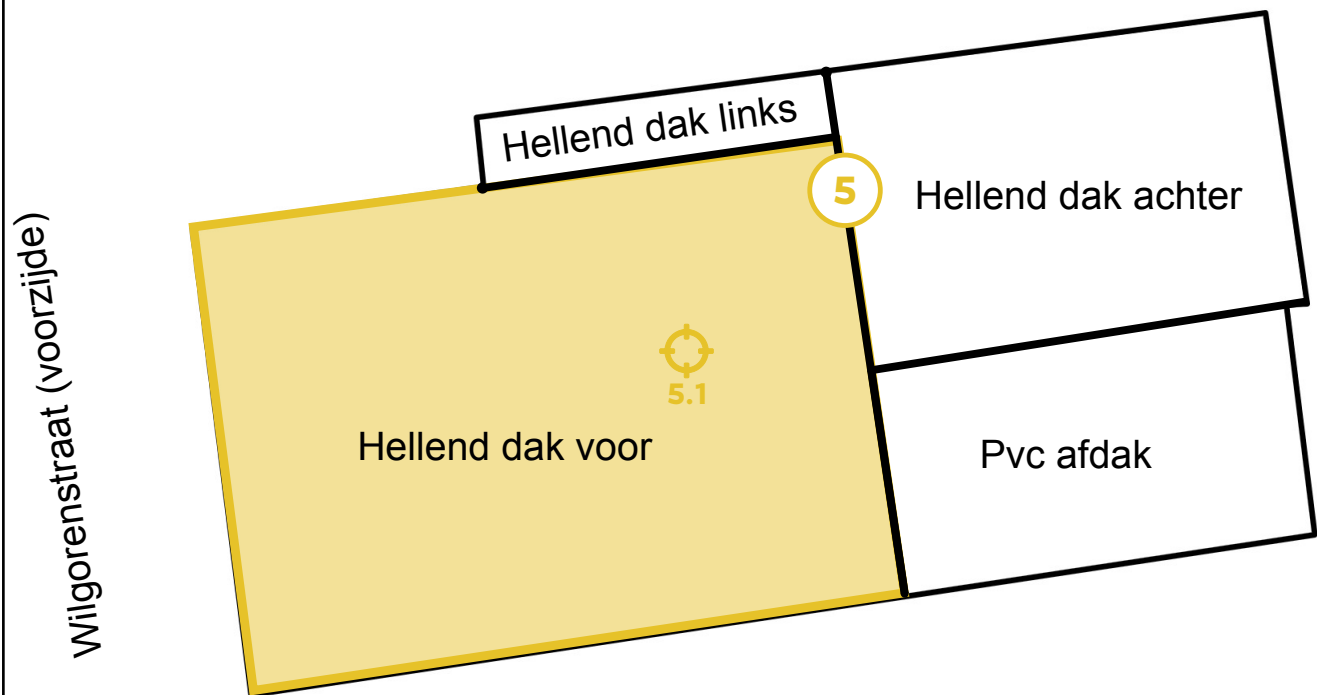 Wilgorenstraat (voorzijde)
Hellend dak links
5
Hellend dak achter
5.1
Hellend dak voor
Pvc afdak